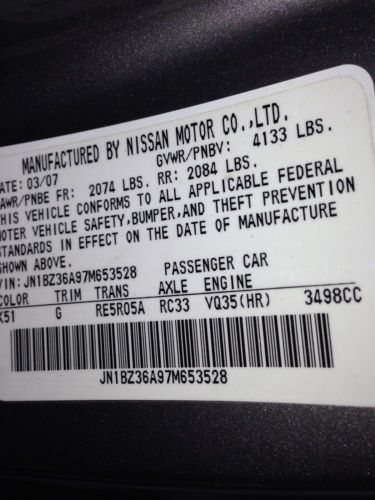 MANUFACTURED BY NISSAN MOTOR CO.,LTD.
DATE: 03/07 GVWR/PNBV: 4133 LBS.
GAWR/PNBE FR: 2074 LBS. RR: 2084 LBS.
THIS VEHICLE CONFORMS TO ALL APPLICABLE FEDERAL
MOTOR VEHICLE SAFETY,BUMPER,AND THEFT PREVENTION
STANDARDS IN EFFECT ON THE DATE OF MANUFACTURE
SHOWN ABOVE.
VIN: JN1BZ36A97M653528 PASSENGER CAR
COLOR TRIM TRANS AXLE ENGINE
K51 G RE5R05A RC33 VQ35(HR) 3498CC
JN1BZ36A97M653528